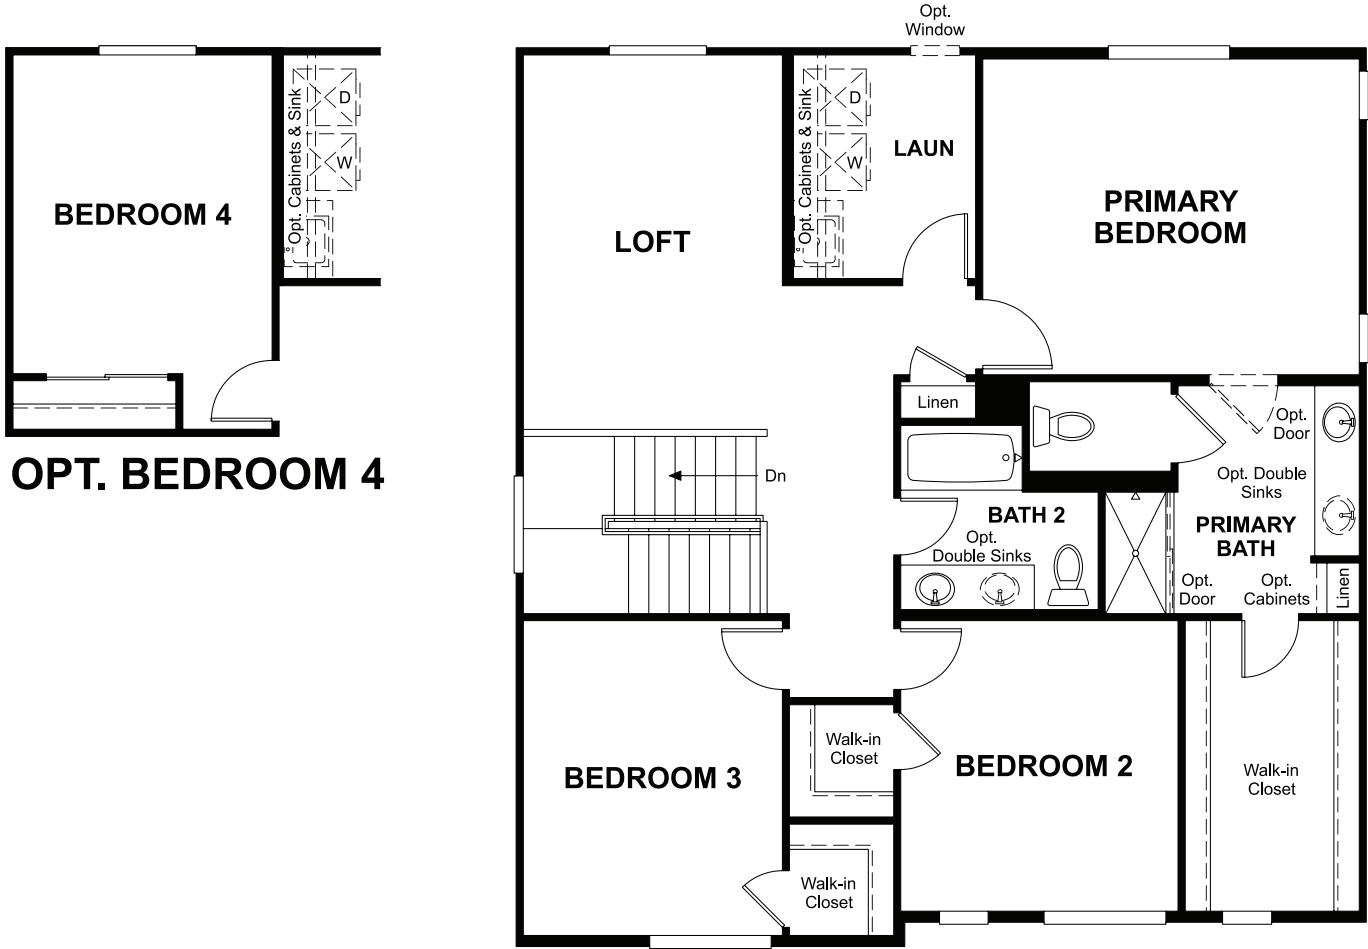 Opt. Cabinets & Sink
D
W
BEDROOM 4
OPT. BEDROOM 4
Opt.
Window
Opt. Cabinets & Sink
D
W
LAUN
LOFT
PRIMARY
BEDROOM
Linen
Dn
Opt.
Door
Opt. Double
Sinks
BATH 2
Opt.
Double Sinks
PRIMARY
BATH
Opt.
Door
Opt.
Cabinets
Linen
Walk-in
Closet
BEDROOM 3
BEDROOM 2
Walk-in
Closet
Walk-in
Closet